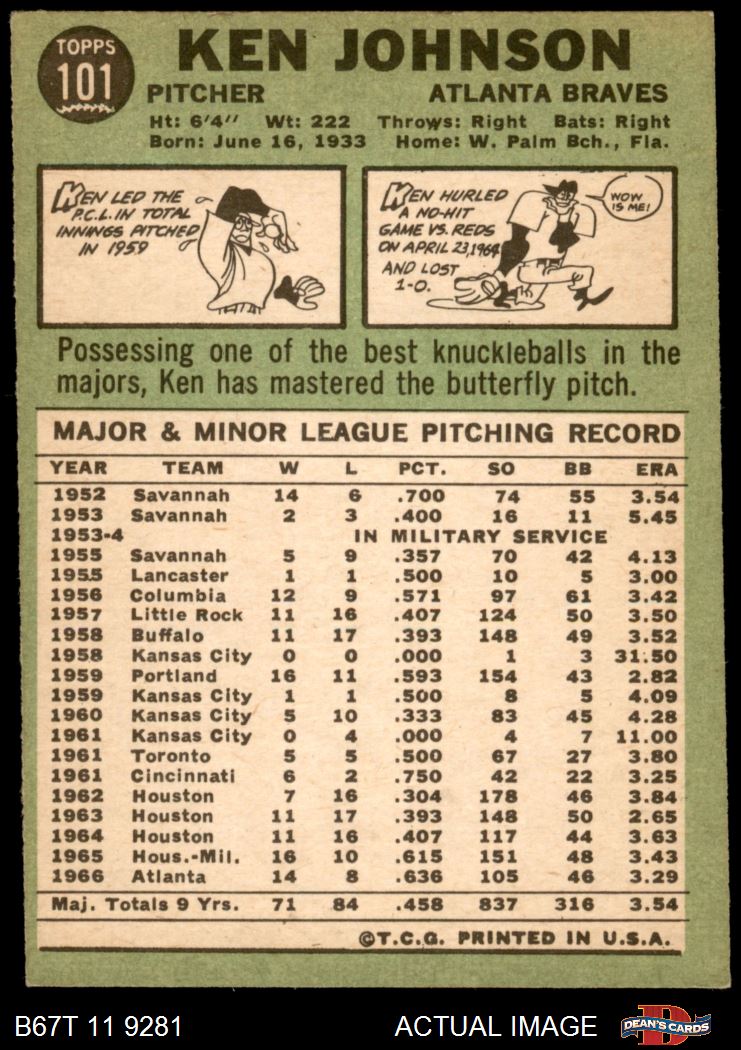 TOPPS
101
KEN JOHNSON
PITCHER ATLANTA BRAVES
Ht: 6'4" Wt: 222 Throws: Right Bats: Right
Born: June 16, 1933 Home: W. Palm Bch., Fla.
KEN LED THE
P.C.L. IN TOTAL
INNINGS PITCHED
IN 1959
KEN HURLED
A NO-HIT
GAME VS. REDS
ON APRIL 23, 1964
AND LOST
1-0.
WOW
IS ME!
Possessing one of the best knuckleballs in the
majors, Ken has mastered the butterfly pitch.
MAJOR & MINOR LEAGUE PITCHING RECORD
YEAR TEAM W L PCT. SO BB ERA
1952 Savannah 14 6 .700 74 55 3.54
1953 Savannah 2 3 .400 16 11 5.45
1953-4 IN MILITARY SERVICE
1955 Savannah 5 9 .357 70 42 4.13
1955 Lancaster 1 1 .500 10 5 3.00
1956 Columbia 12 9 .571 97 61 3.42
1957 Little Rock 11 16 .407 124 50 3.50
1958 Buffalo 11 17 .393 148 49 3.52
1958 Kansas City 0 0 .000 1 3 31.50
1959 Portland 16 11 .593 154 43 2.82
1959 Kansas City 1 1 .500 8 5 4.09
1960 Kansas City 5 10 .333 83 45 4.28
1961 Kansas City 0 4 .000 4 7 11.00
1961 Toronto 5 5 .500 67 27 3.80
1961 Cincinnati 6 2 .750 42 22 3.25
1962 Houston 7 16 .304 178 46 3.84
1963 Houston 11 17 .393 148 50 2.65
1964 Houston 11 16 .407 117 44 3.63
1965 Hous.-Mil. 16 10 .615 151 48 3.43
1966 Atlanta 14 8 .636 105 46 3.29
Maj. Totals 9 Yrs. 71 84 .458 837 316 3.54
©T.C.G. PRINTED IN U.S.A.
B67T 11 9281 ACTUAL IMAGE
D
DEAN'S CARDS